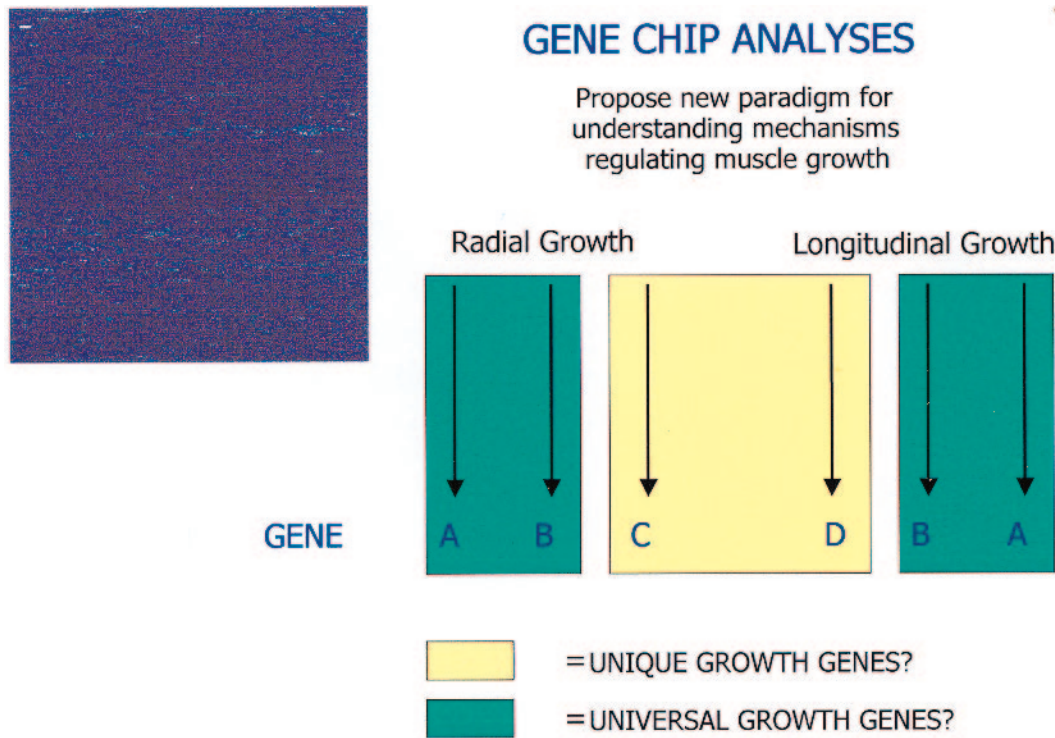 GENE CHIP ANALYSES
Propose new paradigm for
understanding mechanisms
regulating muscle growth
Radial Growth Longitudinal Growth
GENE A B C D B A
=UNIQUE GROWTH GENES?
=UNIVERSAL GROWTH GENES?